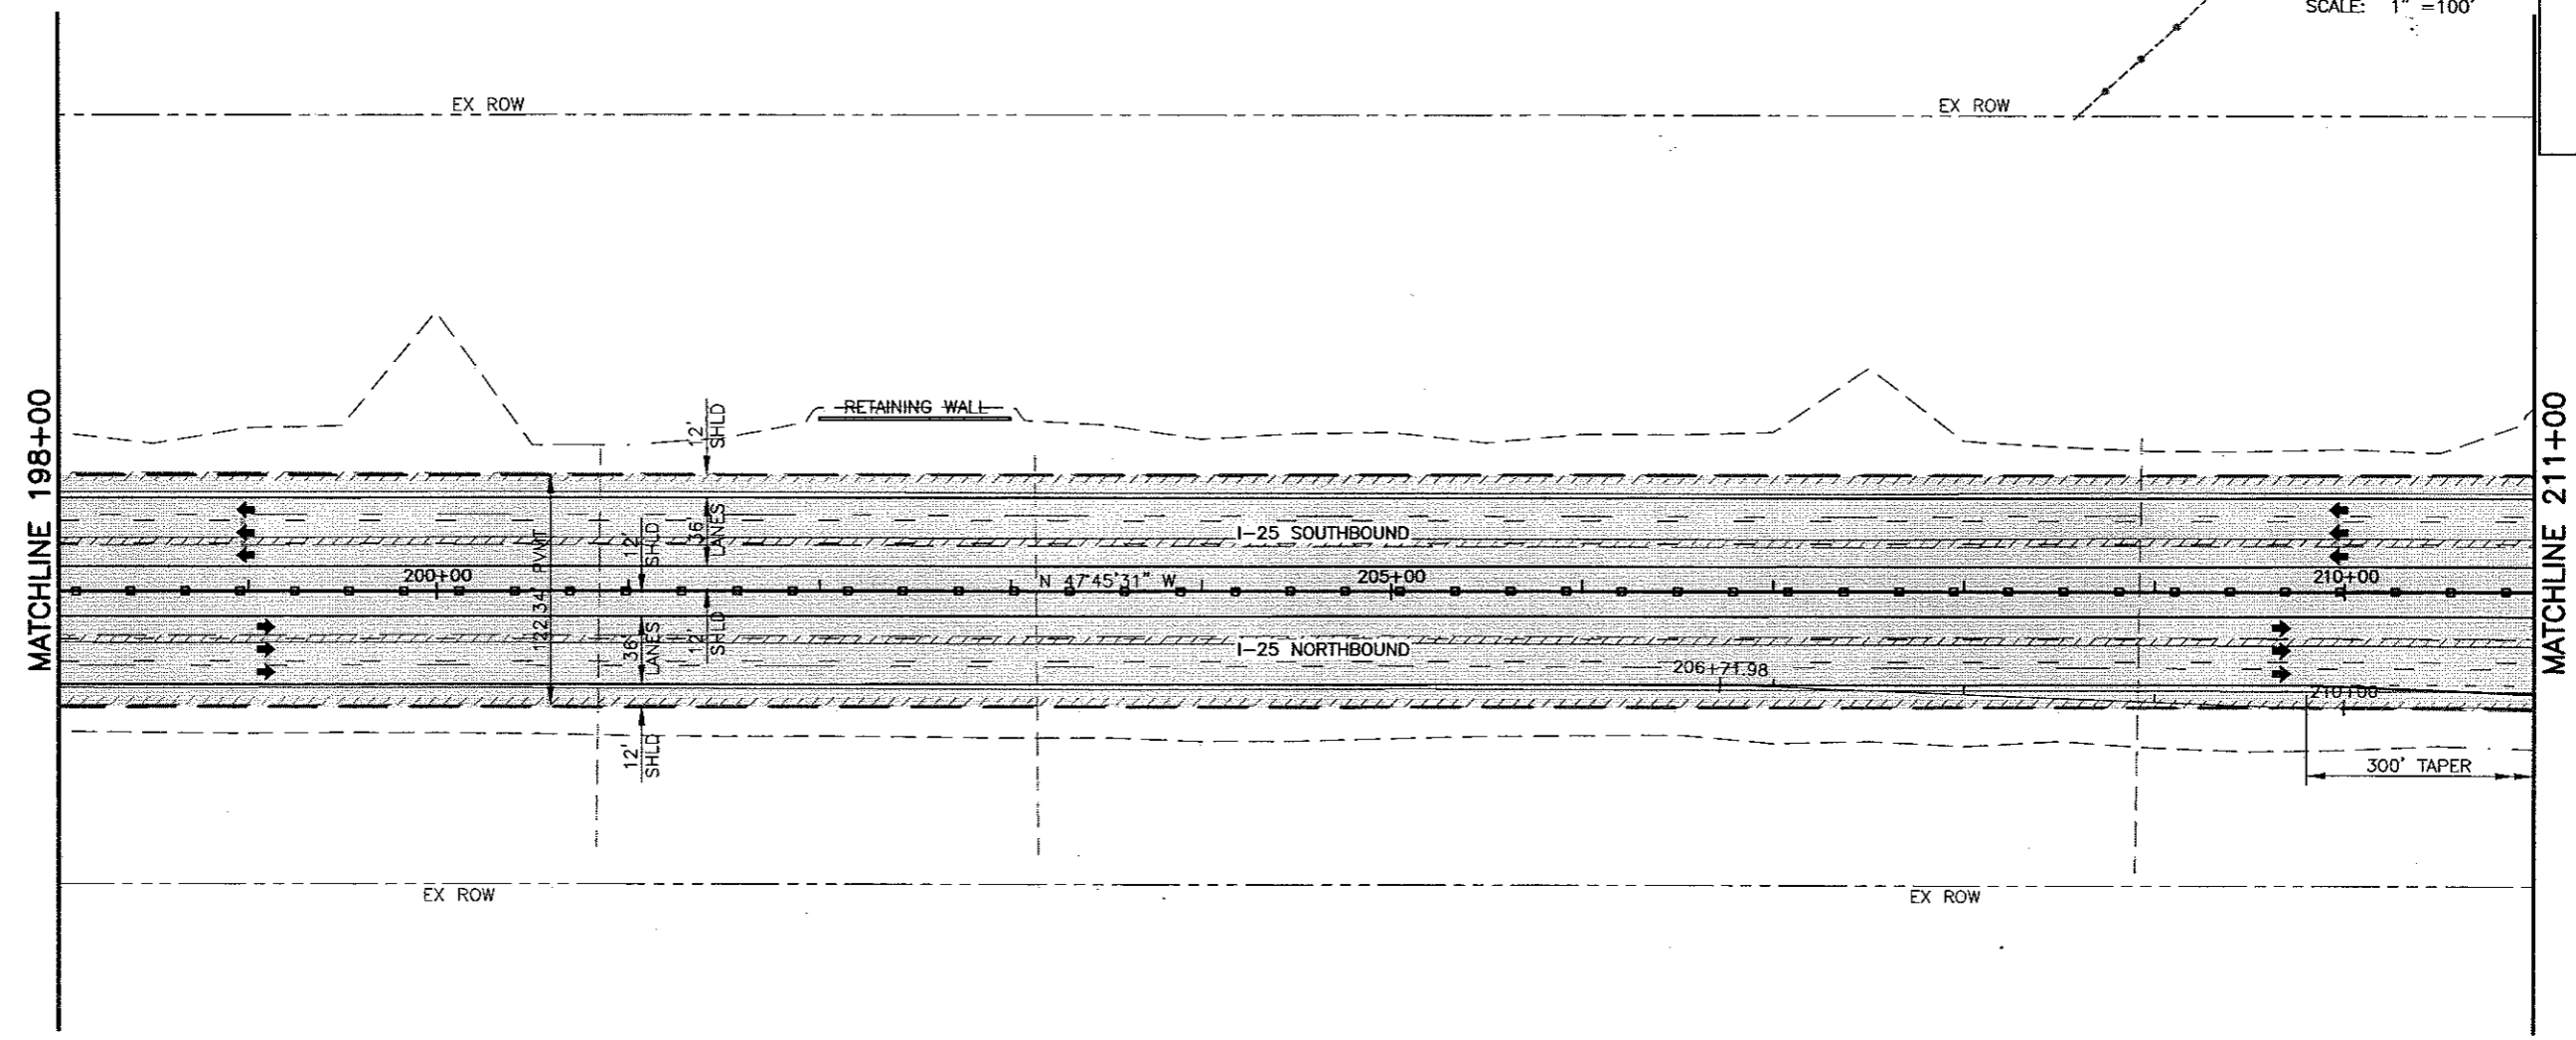 SCALE: 1" =100'
EX ROW
EX ROW
MATCHLINE 198+00
MATCHLINE 211+00
RETAINING WALL
12'
SHLD
122.34' PVMT
12'
SHLD
36'
LANES
I-25 SOUTHBOUND
200+00
N 47°45'31" W
205+00
210+00
36'
LANES
12'
SHLD
I-25 NORTHBOUND
206+71.98
210+00
12'
SHLD
300' TAPER
EX ROW
EX ROW